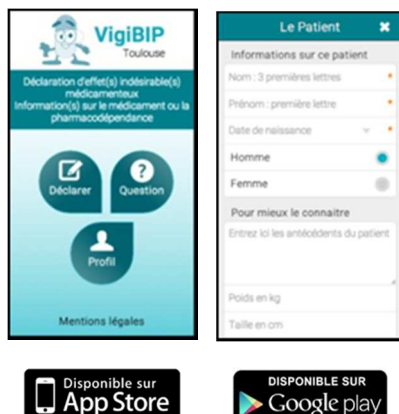 VigiBIP
Toulouse
Déclaration d'effet(s) indésirable(s)
médicamenteux
Information(s) sur le médicament ou la
pharmacodépendance
Déclarer
Question
Profil
Mentions légales
Le Patient
Informations sur ce patient
Nom : 3 premières lettres *
Prénom : première lettre *
Date de naissance *
Homme
Femme
Pour mieux le connaitre
Entrez ici les antécédents du patient
Poids en kg
Taille en cm
Disponible sur
App Store
DISPONIBLE SUR
Google play